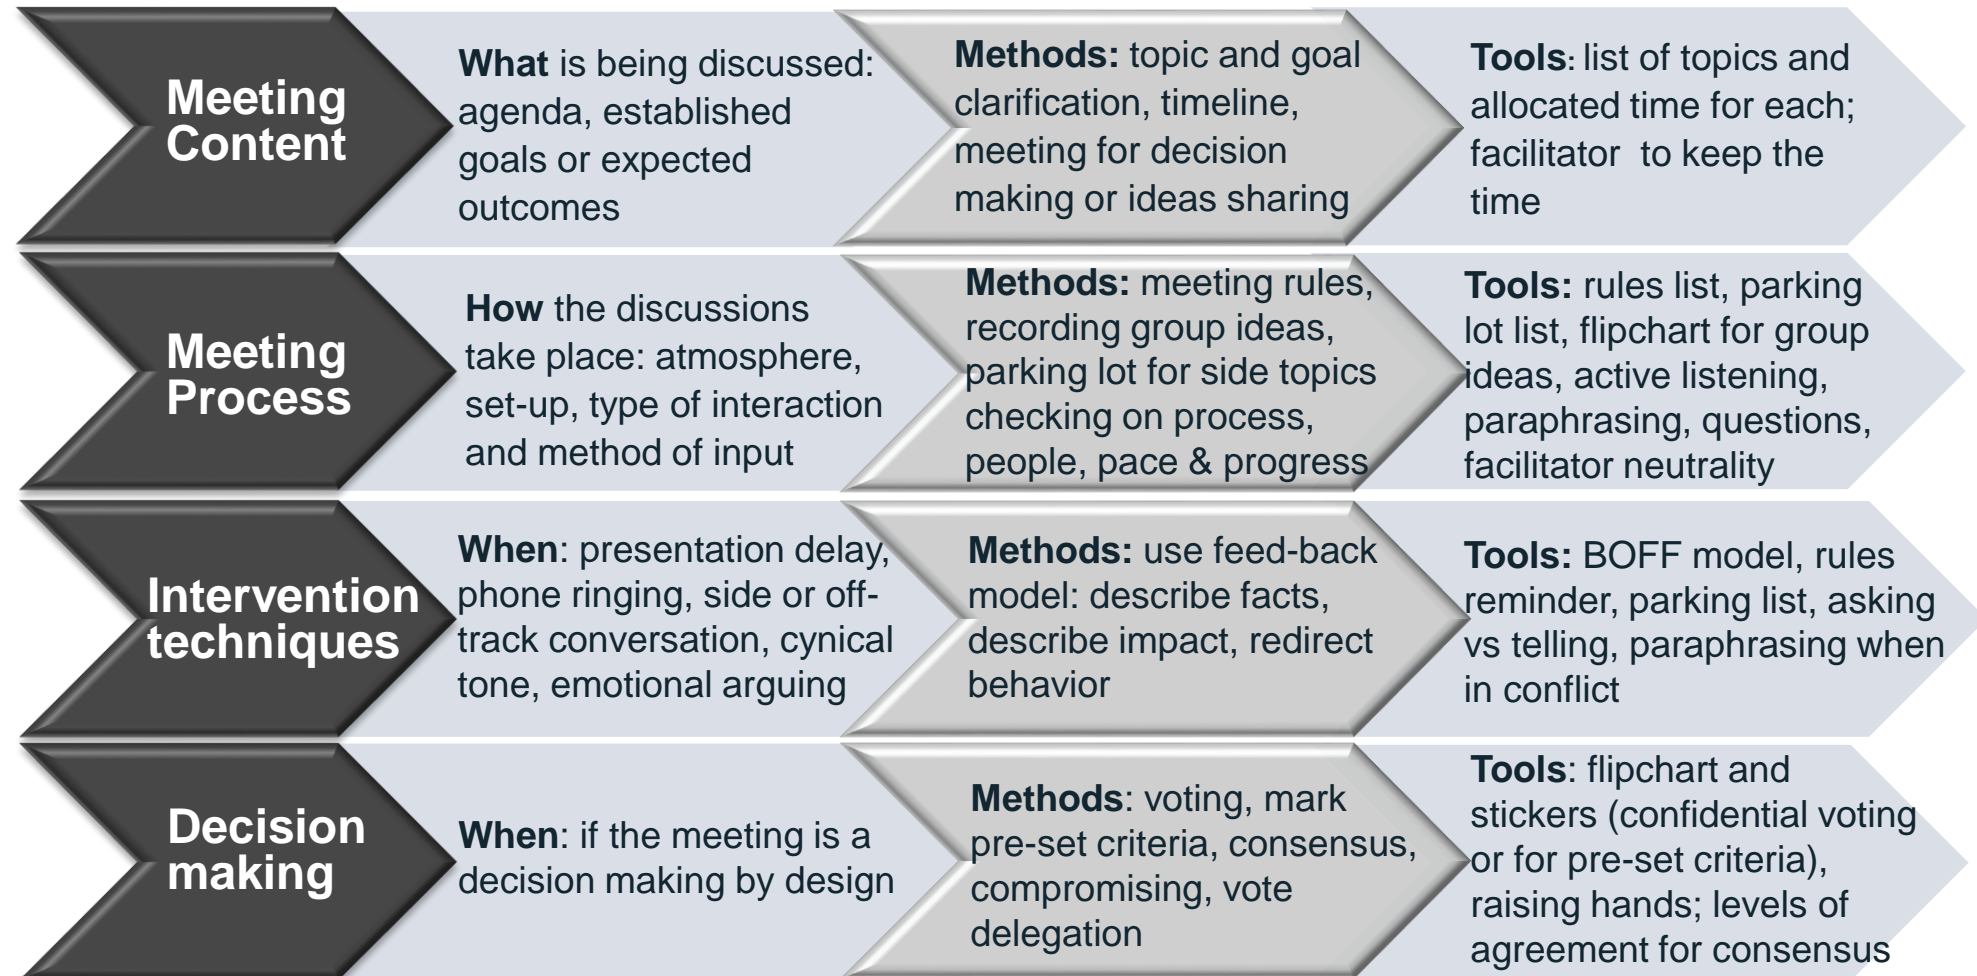 Meeting
Content
What is being discussed:
agenda, established
goals or expected
outcomes
Methods: topic and goal
clarification, timeline,
meeting for decision
making or ideas sharing
Tools: list of topics and
allocated time for each;
facilitator to keep the
time
Meeting
Process
How the discussions
take place: atmosphere,
set-up, type of interaction
and method of input
Methods: meeting rules,
recording group ideas,
parking lot for side topics
checking on process,
people, pace & progress
Tools: rules list, parking
lot list, flipchart for group
ideas, active listening,
paraphrasing, questions,
facilitator neutrality
Intervention
techniques
When: presentation delay,
phone ringing, side or off-
track conversation, cynical
tone, emotional arguing
Methods: use feed-back
model: describe facts,
describe impact, redirect
behavior
Tools: BOFF model, rules
reminder, parking list, asking
vs telling, paraphrasing when
in conflict
Decision
making
When: if the meeting is a
decision making by design
Methods: voting, mark
pre-set criteria, consensus,
compromising, vote
delegation
Tools: flipchart and
stickers (confidential voting
or for pre-set criteria),
raising hands; levels of
agreement for consensus